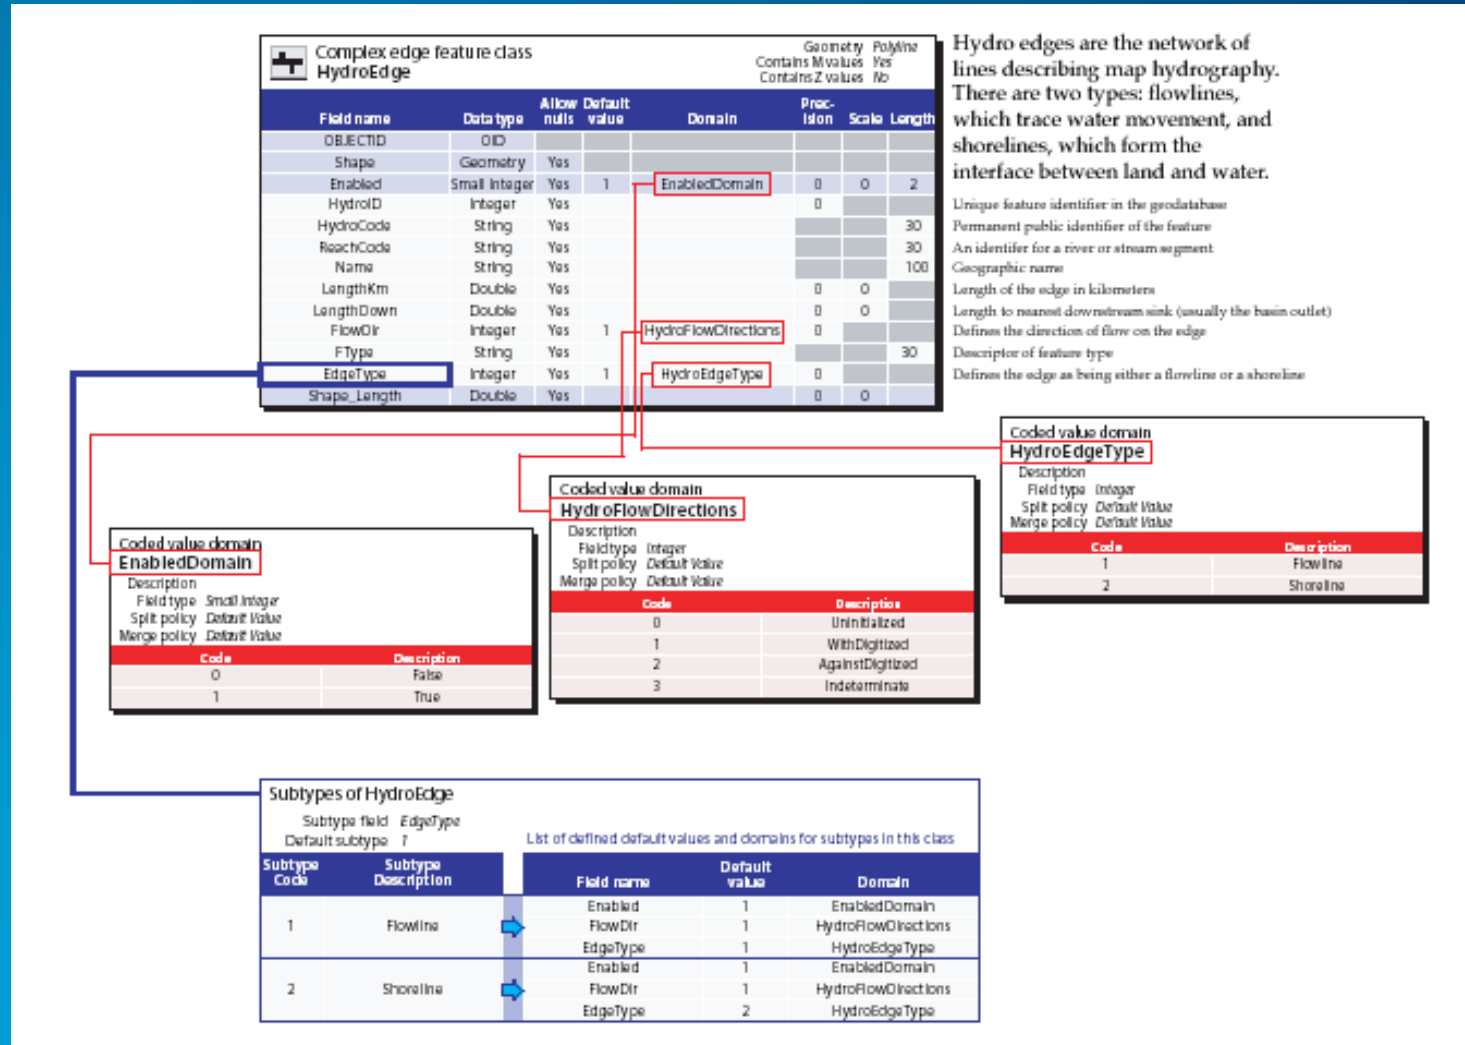 Complex edge feature class
HydroEdge
Geometry Polyline
Contains M values Yes
Contains Z values No
Field name Data type Allow nulls Default value Domain Prec-ision Scale Length
OBJECTID OID
Shape Geometry Yes
Enabled Small Integer Yes 1 EnabledDomain 0 0 2
HydroID Integer Yes 0
HydroCode String Yes 30
ReachCode String Yes 30
Name String Yes 100
LengthKm Double Yes 0 0
LengthDown Double Yes 0 0
FlowDir Integer Yes 1 HydroFlowDirections 0
FType String Yes 30
EdgeType Integer Yes 1 HydroEdgeType 0
Shape_Length Double Yes 0 0
Hydro edges are the network of
lines describing map hydrography.
There are two types: flowlines,
which trace water movement, and
shorelines, which form the
interface between land and water.
Unique feature identifier in the geodatabase
Permanent public identifier of the feature
An identifer for a river or stream segment
Geographic name
Length of the edge in kilometers
Length to nearest downstream sink (usually the basin outlet)
Defines the direction of flow on the edge
Descriptor of feature type
Defines the edge as being either a flowline or a shoreline
Coded value domain
HydroEdgeType
Description
Field type Integer
Split policy Default Value
Merge policy Default Value
Code Description
1 Flowline
2 Shoreline
Coded value domain
HydroFlowDirections
Description
Field type Integer
Split policy Default Value
Merge policy Default Value
Code Description
0 Uninitialized
1 WithDigitized
2 AgainstDigitized
3 Indeterminate
Coded value domain
EnabledDomain
Description
Field type Small Integer
Split policy Default Value
Merge policy Default Value
Code Description
0 False
1 True
Subtypes of HydroEdge
Subtype field EdgeType
Default subtype 1
List of defined default values and domains for subtypes in this class
Subtype Code Subtype Description Field name Default value Domain
Enabled 1 EnabledDomain
1 Flowline FlowDir 1 HydroFlowDirections
EdgeType 1 HydroEdgeType
Enabled 1 EnabledDomain
2 Shoreline FlowDir 1 HydroFlowDirections
EdgeType 2 HydroEdgeType